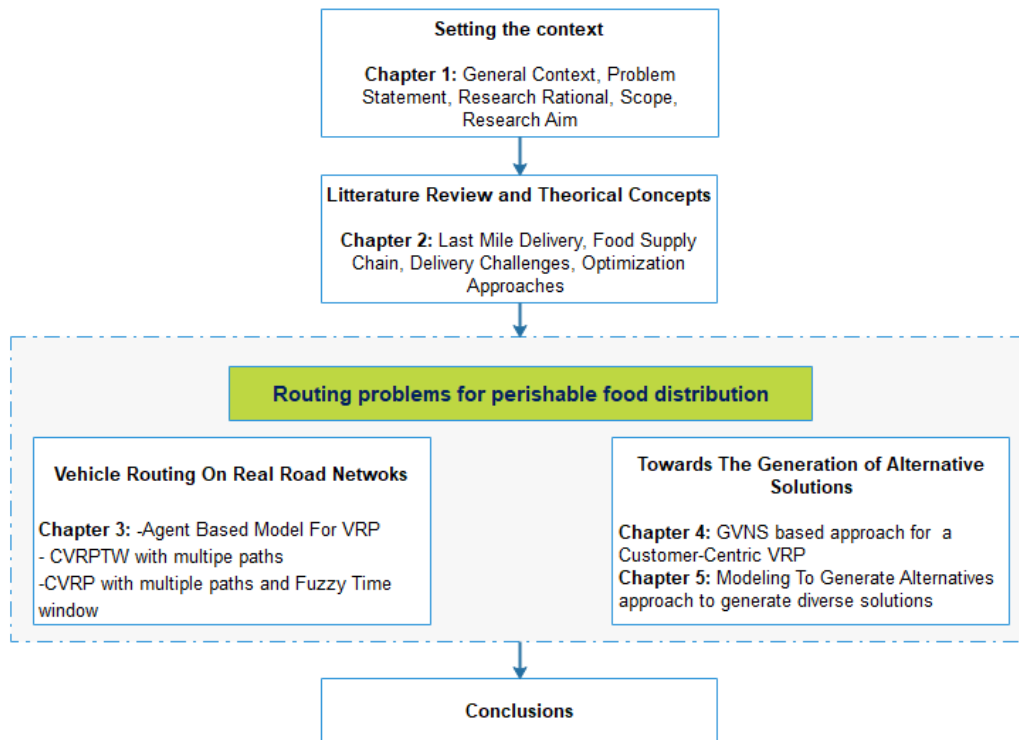 Setting the context
Chapter 1: General Context, Problem
Statement, Research Rational, Scope,
Research Aim
Litterature Review and Theorical Concepts
Chapter 2: Last Mile Delivery, Food Supply
Chain, Delivery Challenges, Optimization
Approaches
Routing problems for perishable food distribution
Vehicle Routing On Real Road Netwoks
Chapter 3: -Agent Based Model For VRP
- CVRPTW with multipe paths
-CVRP with multiple paths and Fuzzy Time
window
Towards The Generation of Alternative
Solutions
Chapter 4: GVNS based approach for a
Customer-Centric VRP
Chapter 5: Modeling To Generate Alternatives
approach to generate diverse solutions
Conclusions